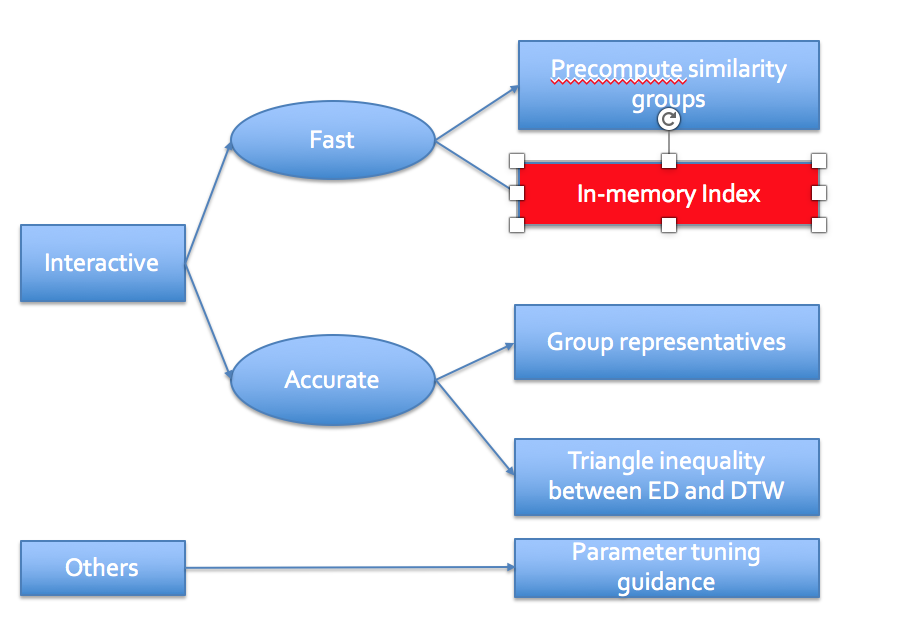 Precompute similarity
groups
Fast
In-memory Index
Interactive
Group representatives
Accurate
Triangle inequality
between ED and DTW
Others
Parameter tuning
guidance